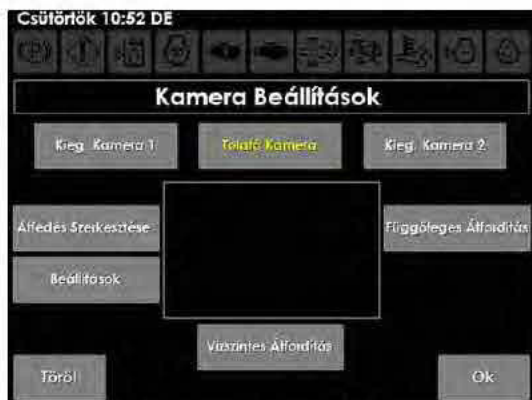 Csütörtök 10:52 DE
Kamera Beállítások
Kieg. Kamera 1
Tolató Kamera
Kieg. Kamera 2
Átfedés Szerkesztése
Függőleges Átfordítás
Beállítások
Vízszintes Átfordítás
Töröl
Ok